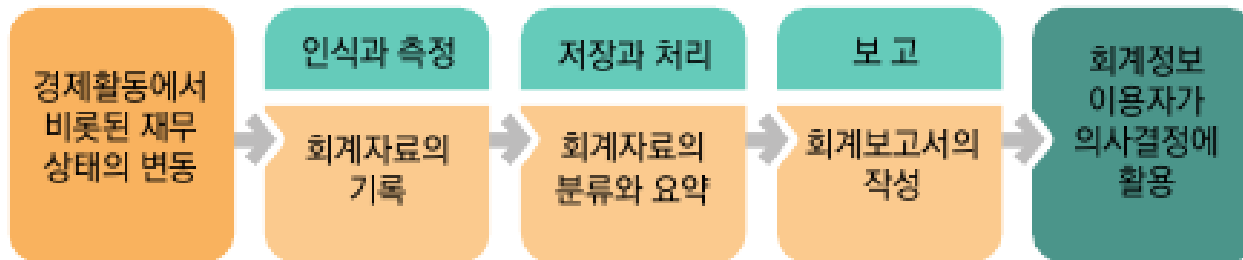 경제활동에서
비롯된 재무
상태의 변동
인식과 측정
회계자료의
기록
저장과 처리
회계자료의
분류와 요약
보 고
회계보고서의
작성
회계정보
이용자가
의사결정에
활용